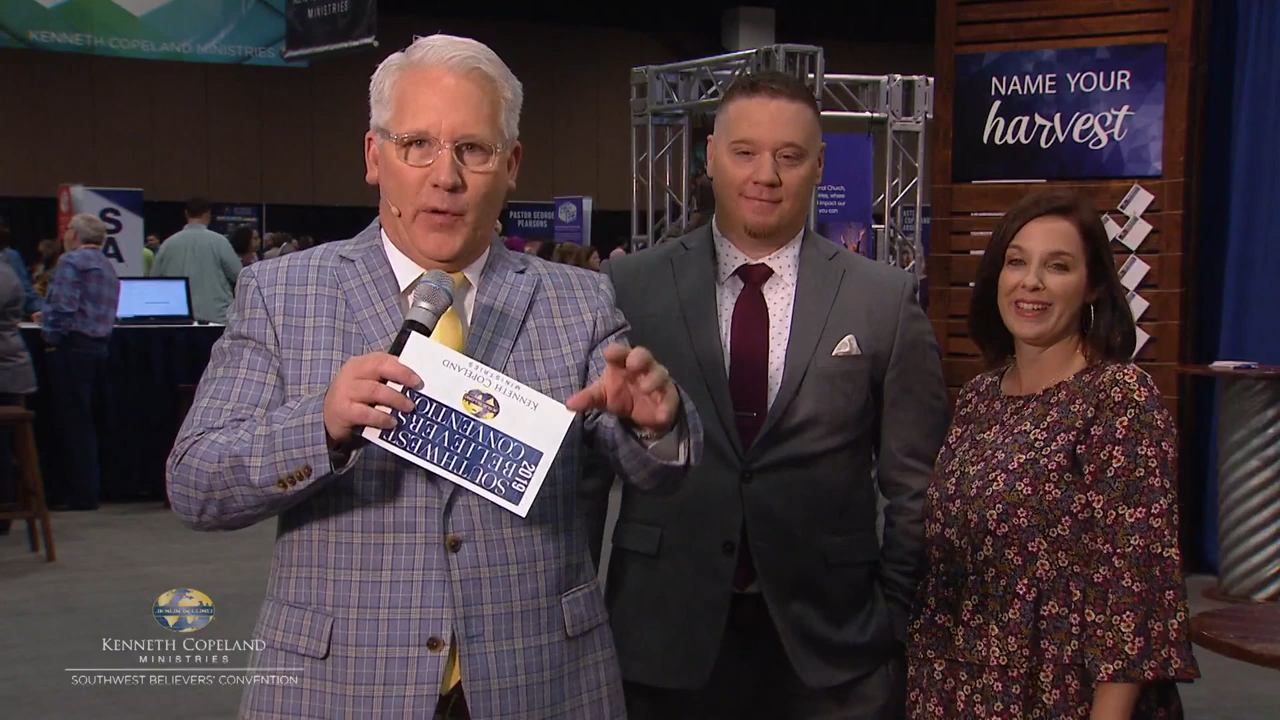 KENNETH COPELAND MINISTRIES
MINISTRIES
NAME YOUR
harvest
PASTOR GEORGE
PEARSONS
KENNETH COPELAND
MINISTRIES
SOUTHWEST
BELIEVERS'
CONVENTION
2019
KENNETH COPELAND
MINISTRIES
SOUTHWEST BELIEVERS' CONVENTION